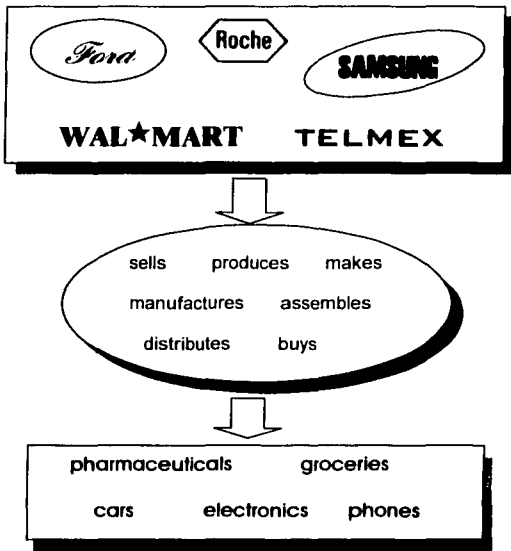 Ford Roche SAMSUNG
WAL★MART TELMEX
sells produces makes
manufactures assembles
distributes buys
pharmaceuticals groceries
cars electronics phones